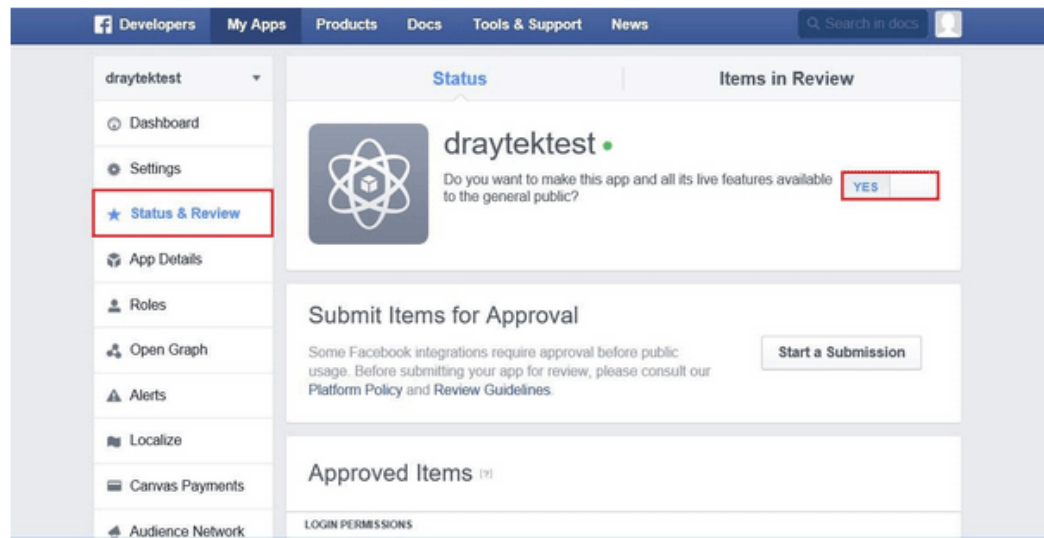 Developers My Apps Products Docs Tools & Support News Search in docs
draytektest
Dashboard
Settings
Status & Review
App Details
Roles
Open Graph
Alerts
Localize
Canvas Payments
Audience Network
Status Items in Review
draytektest
Do you want to make this app and all its live features available
to the general public?
YES
Submit Items for Approval
Some Facebook integrations require approval before public
usage. Before submitting your app for review, please consult our
Platform Policy and Review Guidelines.
Start a Submission
Approved Items [?]
LOGIN PERMISSIONS